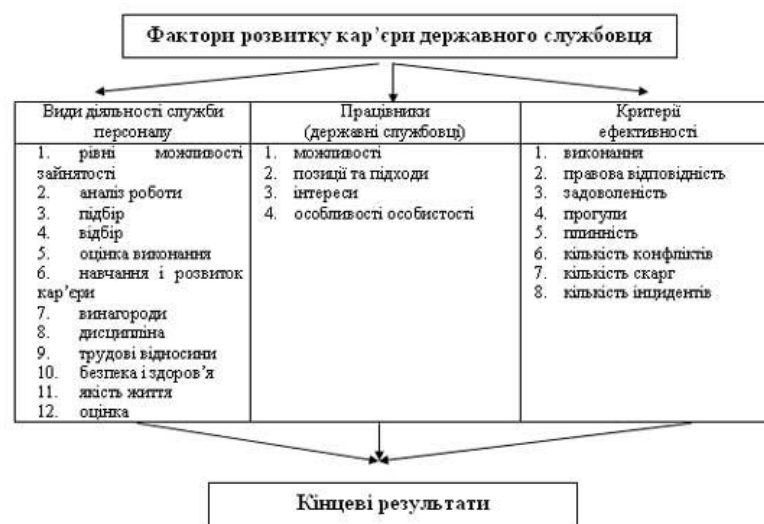 Фактори розвитку кар’єри державного службовця
Види діяльності служби
персоналу
1. рівні можливості
зайнятості
2. аналіз роботи
3. підбір
4. відбір
5. оцінка виконання
6. навчання і розвиток
кар’єри
7. винагороди
8. дисципліна
9. трудові відносини
10. безпека і здоров’я
11. якість життя
12. оцінка
Працівники
(державні службовці)
1. можливості
2. позиції та підходи
3. інтереси
4. особливості особистості
Критерії
ефективності
1. виконання
2. правова відповідність
3. задоволеність
4. прогули
5. плинність
6. кількість конфліктів
7. кількість скарг
8. кількість інцидентів
Кінцеві результати